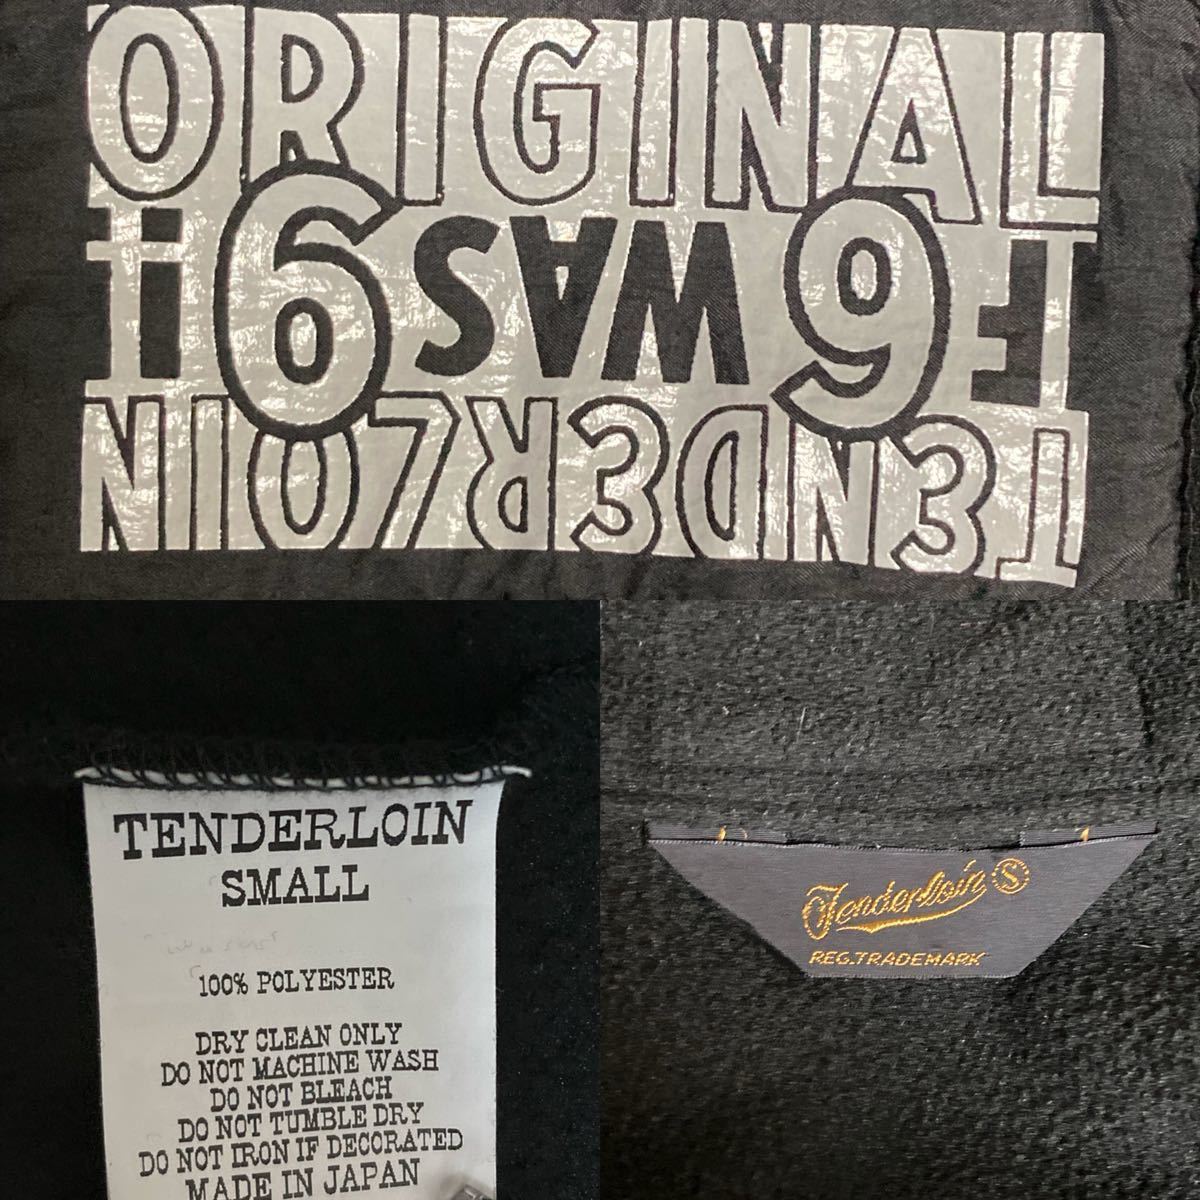 ORIGINAL
IF 6 WAS 9!
TENDERLOIN
TENDERLOIN
SMALL
100% POLYESTER
DRY CLEAN ONLY
DO NOT MACHINE WASH
DO NOT BLEACH
DO NOT TUMBLE DRY
DO NOT IRON IF DECORATED
MADE IN JAPAN
Tenderloin S
REG.TRADEMARK